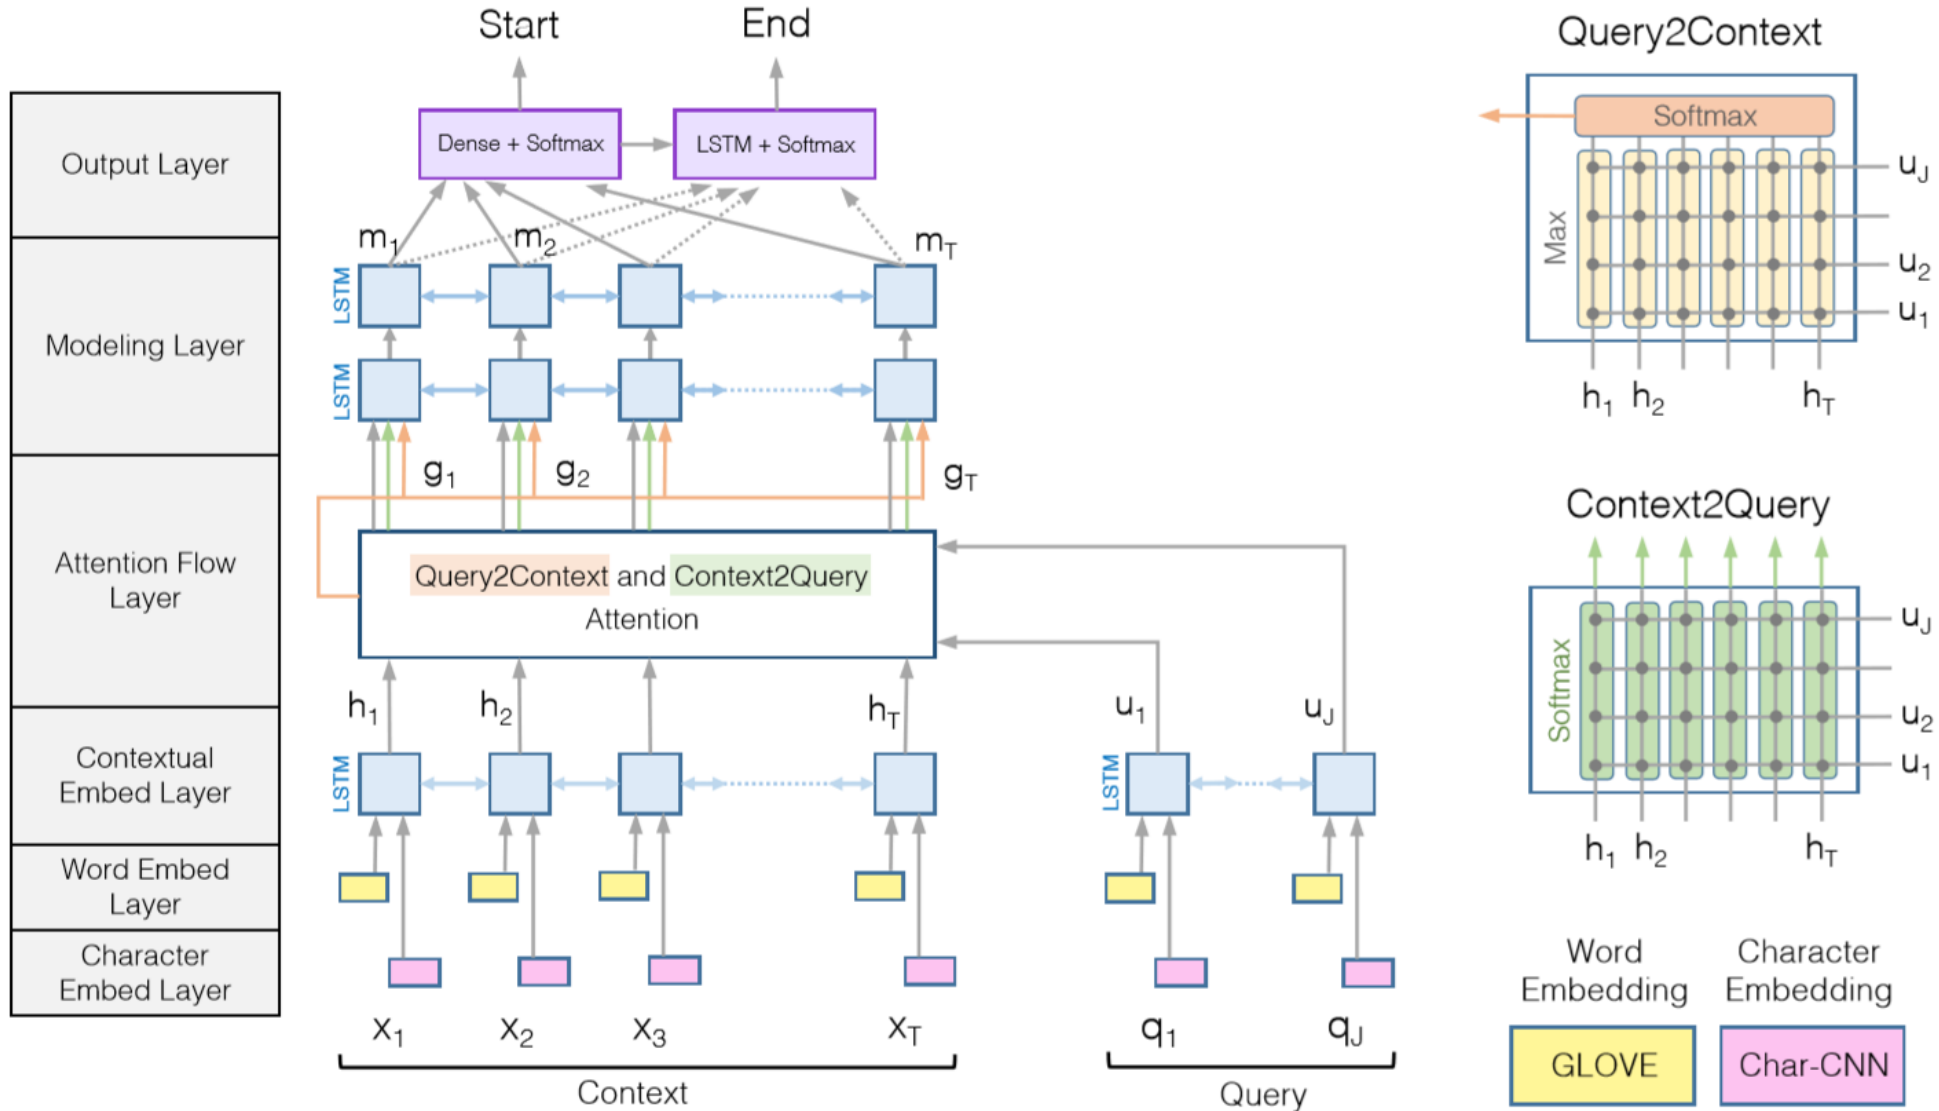 Start
End
Output Layer
Dense + Softmax
LSTM + Softmax
m1
m2
mT
Modeling Layer
LSTM
LSTM
g1
g2
gT
Attention Flow
Layer
Query2Context and Context2Query
Attention
h1
h2
hT
u1
uJ
Contextual
Embed Layer
LSTM
LSTM
Word Embed
Layer
Character
Embed Layer
x1
x2
x3
xT
q1
qJ
Context
Query
Query2Context
Softmax
Max
uJ
u2
u1
h1
h2
hT
Context2Query
Softmax
uJ
u2
u1
h1
h2
hT
Word
Embedding
Character
Embedding
GLOVE
Char-CNN